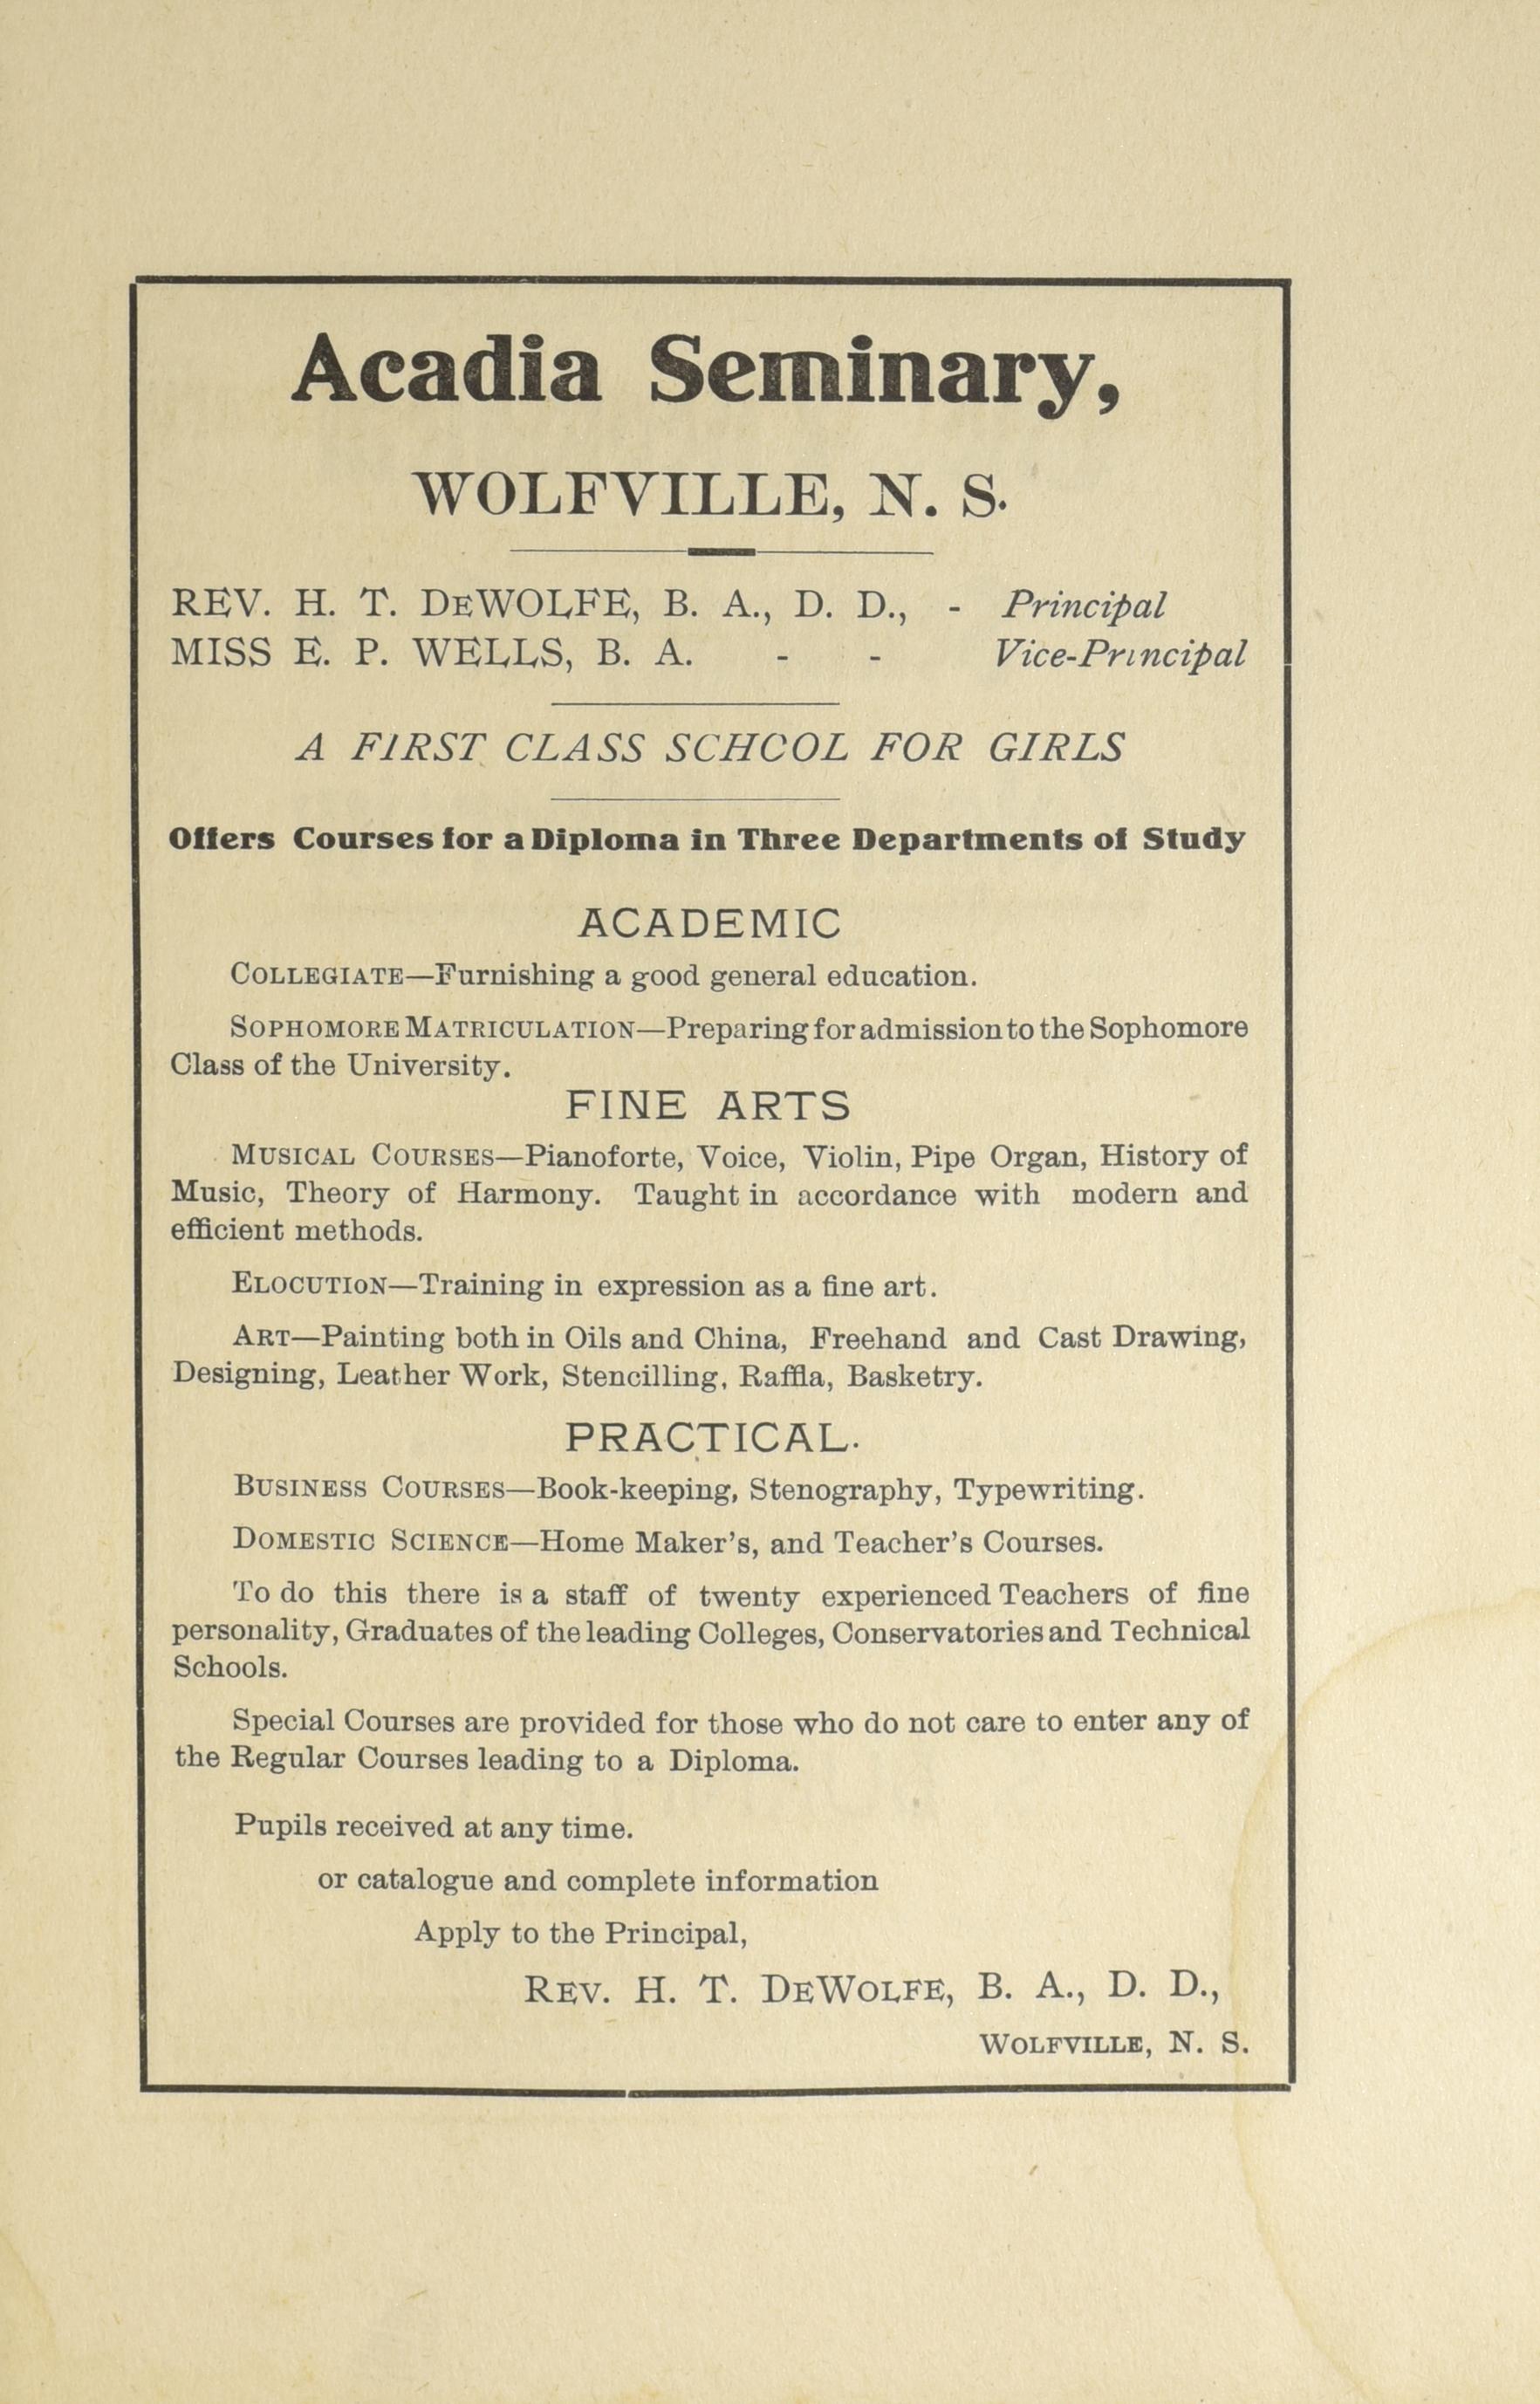 Acadia Seminary,
WOLFVILLE, N. S.
REV. H. T. DEWOLFE, B. A., D. D., - Principal
MISS E. P. WELLS, B. A. - - Vice-Principal
A FIRST CLASS SCHCOL FOR GIRLS
Offers Courses for a Diploma in Three Departments of Study
ACADEMIC
COLLEGIATE—Furnishing a good general education.
SOPHOMORE MATRICULATION—Preparing for admission to the Sophomore
Class of the University.
FINE ARTS
MUSICAL COURSES—Pianoforte, Voice, Violin, Pipe Organ, History of
Music, Theory of Harmony. Taught in accordance with modern and
efficient methods.
ELOCUTION—Training in expression as a fine art.
ART—Painting both in Oils and China, Freehand and Cast Drawing,
Designing, Leather Work, Stencilling, Raffla, Basketry.
PRACTICAL.
BUSINESS COURSES—Book-keeping, Stenography, Typewriting.
DOMESTIC SCIENCE—Home Maker's, and Teacher's Courses.
To do this there is a staff of twenty experienced Teachers of fine
personality, Graduates of the leading Colleges, Conservatories and Technical
Schools.
Special Courses are provided for those who do not care to enter any of
the Regular Courses leading to a Diploma.
Pupils received at any time.
or catalogue and complete information
Apply to the Principal,
REV. H. T. DEWOLFE, B. A., D. D.,
WOLFVILLE, N. S.